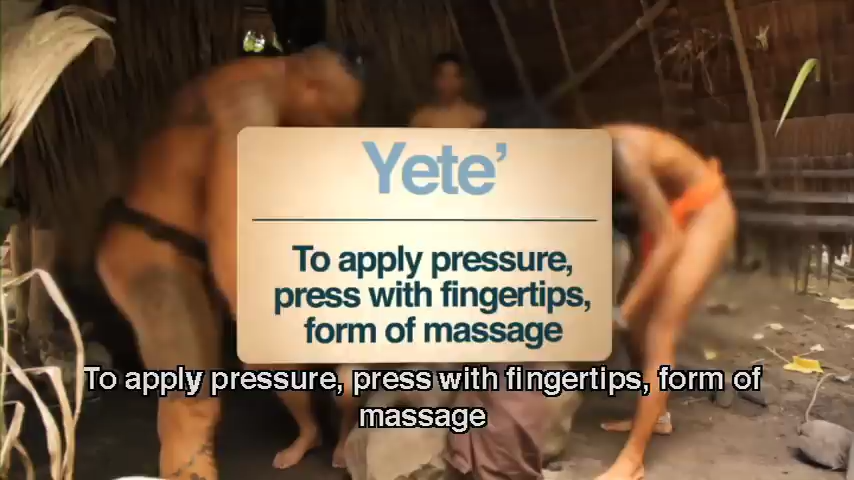 Yete’
To apply pressure,
press with fingertips,
form of massage
To apply pressure, press with fingertips, form of
massage